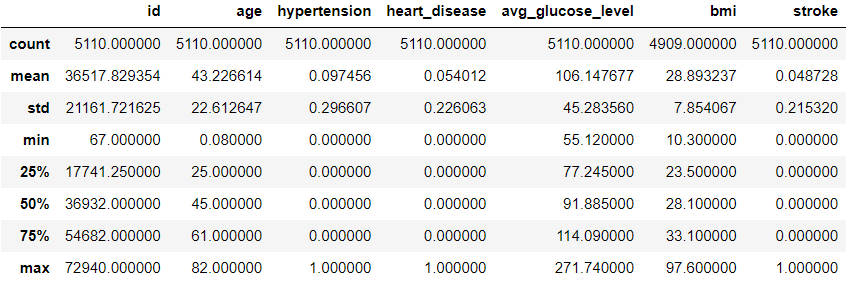 id age hypertension heart_disease avg_glucose_level bmi stroke
count 5110.000000 5110.000000 5110.000000 5110.000000 5110.000000 4909.000000 5110.000000
mean 36517.829354 43.226614 0.097456 0.054012 106.147677 28.893237 0.048728
std 21161.721625 22.612647 0.296607 0.226063 45.283560 7.854067 0.215320
min 67.000000 0.080000 0.000000 0.000000 55.120000 10.300000 0.000000
25% 17741.250000 25.000000 0.000000 0.000000 77.245000 23.500000 0.000000
50% 36932.000000 45.000000 0.000000 0.000000 91.885000 28.100000 0.000000
75% 54682.000000 61.000000 0.000000 0.000000 114.090000 33.100000 0.000000
max 72940.000000 82.000000 1.000000 1.000000 271.740000 97.600000 1.000000